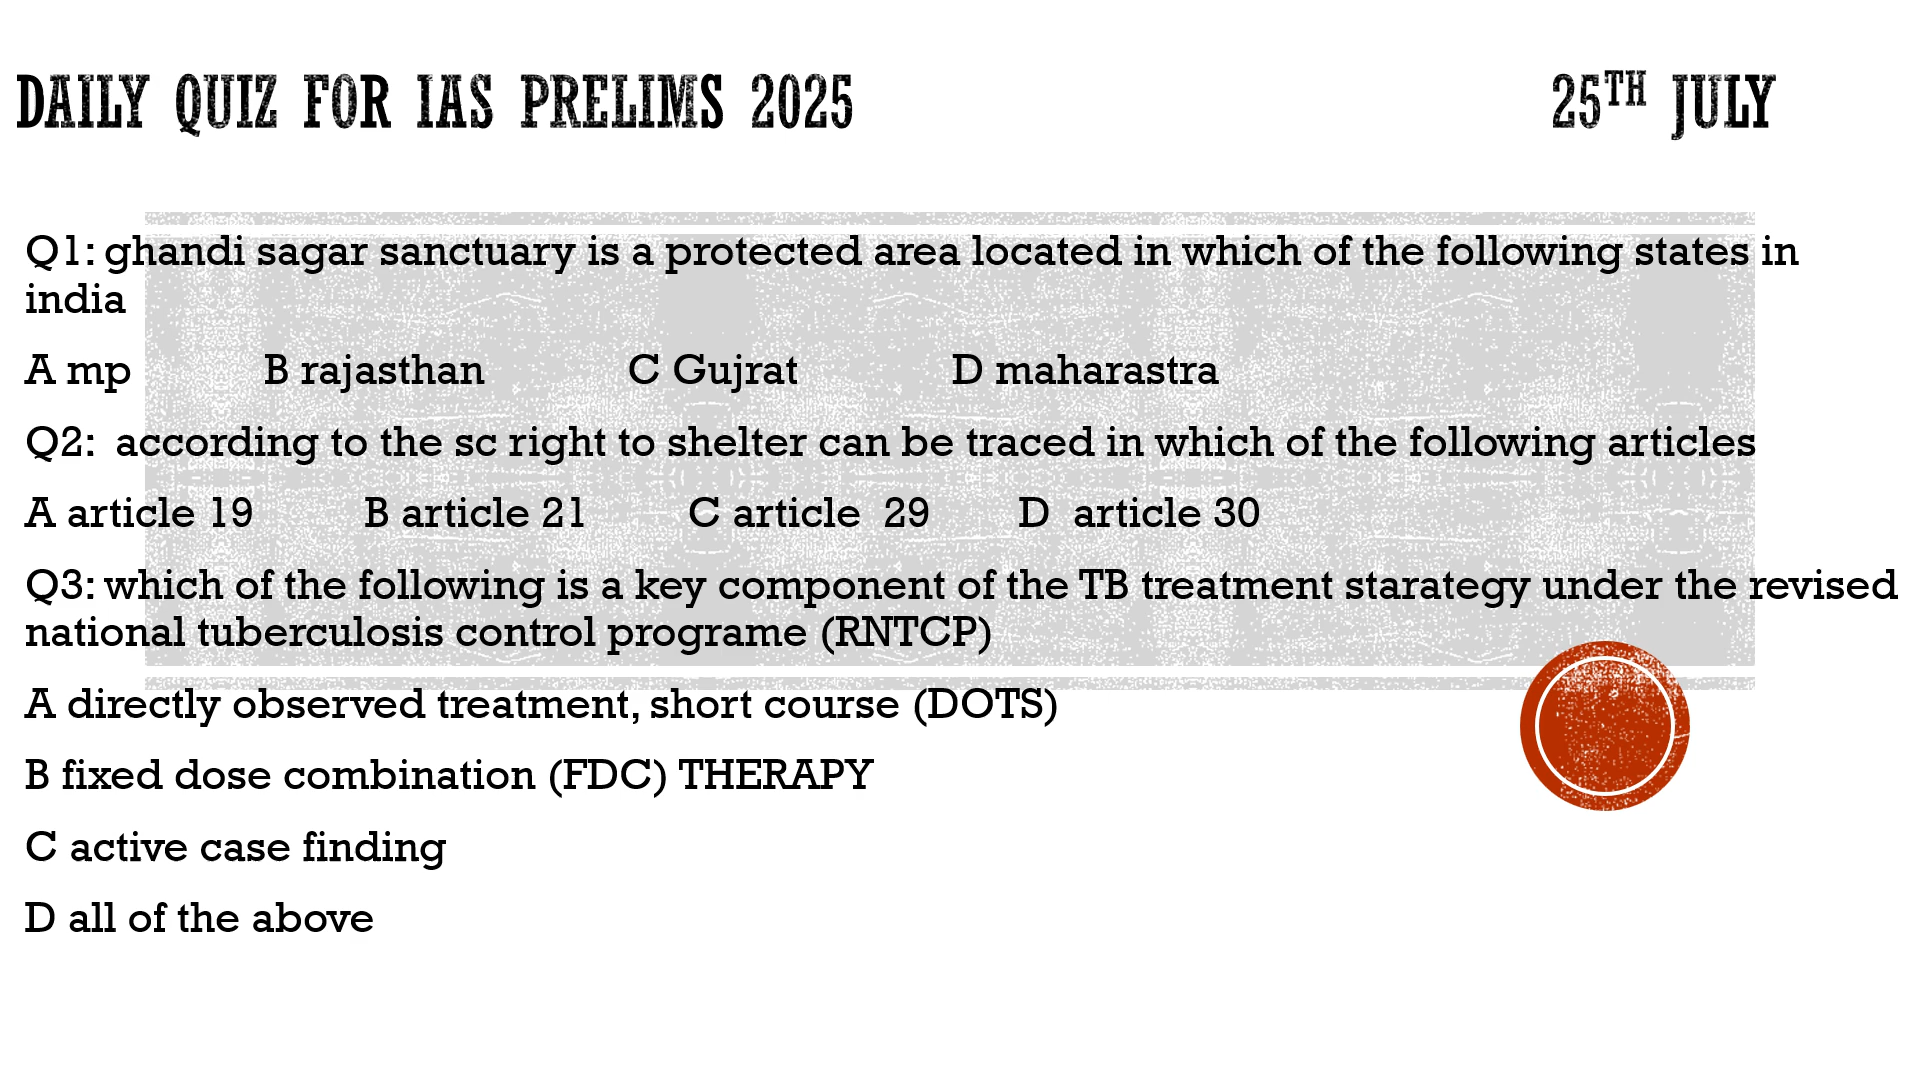 DAILY QUIZ FOR IAS PRELIMS 2025 25TH JULY
Q1: ghandi sagar sanctuary is a protected area located in which of the following states in
india
A mp B rajasthan C Gujrat D maharastra
Q2: according to the sc right to shelter can be traced in which of the following articles
A article 19 B article 21 C article 29 D article 30
Q3: which of the following is a key component of the TB treatment starategy under the revised
national tuberculosis control programe (RNTCP)
A directly observed treatment, short course (DOTS)
B fixed dose combination (FDC) THERAPY
C active case finding
D all of the above